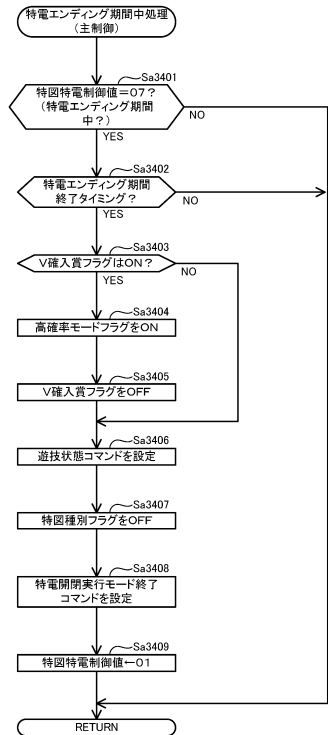 特電エンディング期間中処理
(主制御)
Sa3401
特図特電制御値=07?
(特電エンディング期間
中?)
NO
YES
Sa3402
特電エンディング期間
終了タイミング?
NO
YES
Sa3403
V確入賞フラグはON?
NO
YES
Sa3404
高確率モードフラグをON
Sa3405
V確入賞フラグをOFF
Sa3406
遊技状態コマンドを設定
Sa3407
特図種別フラグをOFF
Sa3408
特電開閉実行モード終了
コマンドを設定
Sa3409
特図特電制御値←01
RETURN